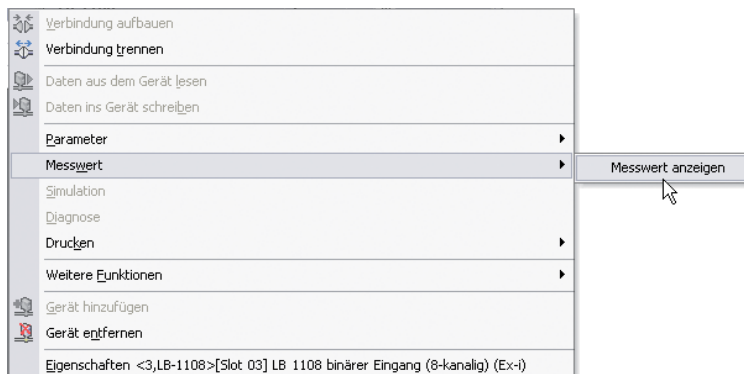 Verbindung aufbauen
Verbindung trennen
Daten aus dem Gerät lesen
Daten ins Gerät schreiben
Parameter
Messwert
Messwert anzeigen
Simulation
Diagnose
Drucken
Weitere Funktionen
Gerät hinzufügen
Gerät entfernen
Eigenschaften <3,LB-1108>[Slot 03] LB 1108 binärer Eingang (8-kanalig) (Ex-i)